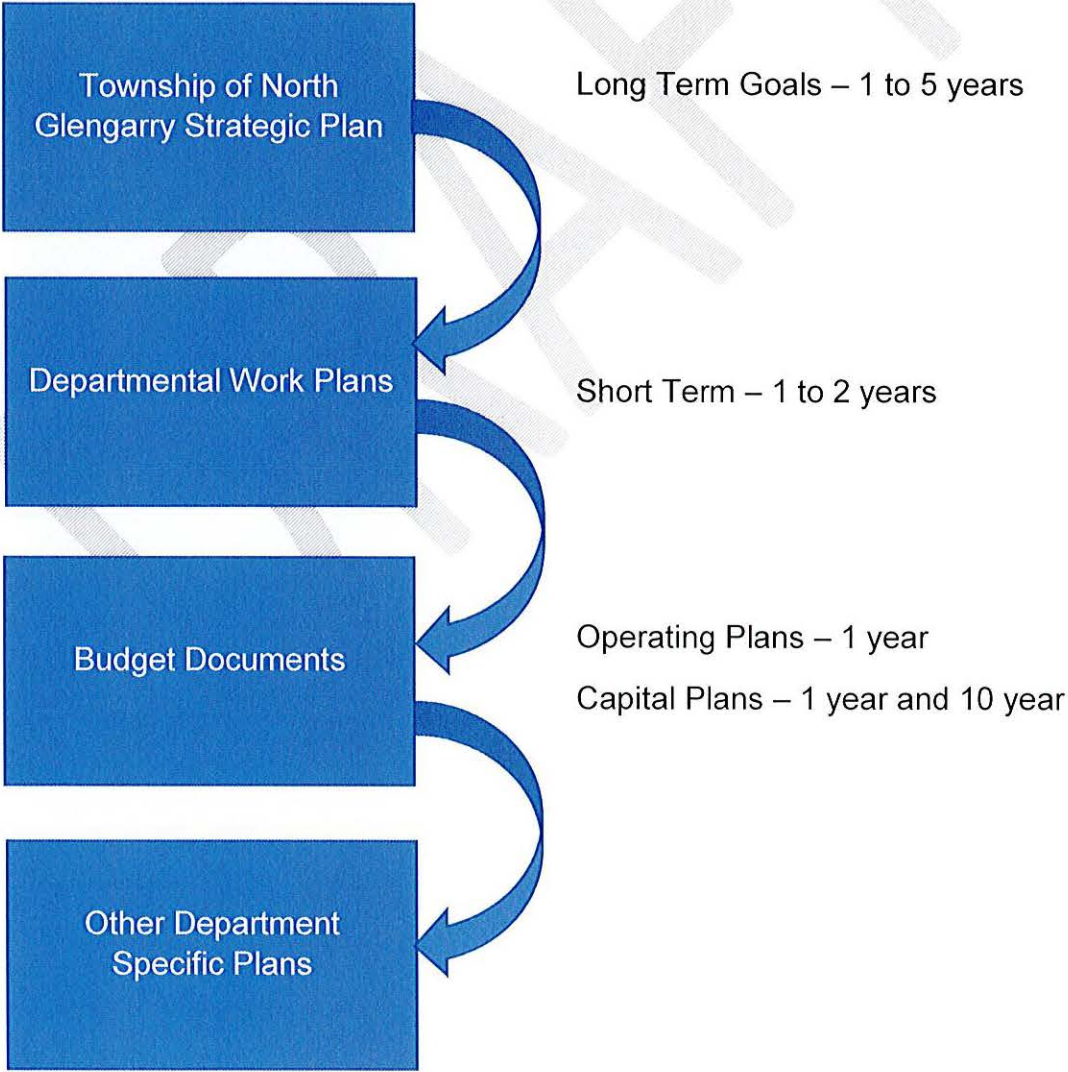 Township of North
Glengarry Strategic Plan
Long Term Goals – 1 to 5 years
Departmental Work Plans
Short Term – 1 to 2 years
Budget Documents
Operating Plans – 1 year
Capital Plans – 1 year and 10 year
Other Department
Specific Plans